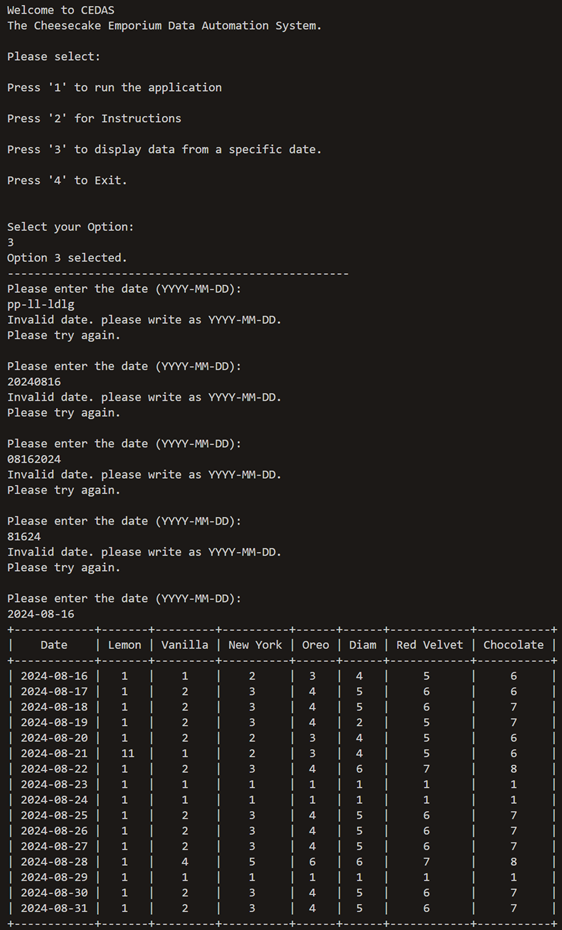 Welcome to CEDAS
The Cheesecake Emporium Data Automation System.
Please select:
Press '1' to run the application
Press '2' for Instructions
Press '3' to display data from a specific date.
Press '4' to Exit.
Select your Option:
3
Option 3 selected.
---------------------------------------------------
Please enter the date (YYYY-MM-DD):
pp-ll-ldlg
Invalid date. please write as YYYY-MM-DD.
Please try again.
Please enter the date (YYYY-MM-DD):
20240816
Invalid date. please write as YYYY-MM-DD.
Please try again.
Please enter the date (YYYY-MM-DD):
08162024
Invalid date. please write as YYYY-MM-DD.
Please try again.
Please enter the date (YYYY-MM-DD):
81624
Invalid date. please write as YYYY-MM-DD.
Please try again.
Please enter the date (YYYY-MM-DD):
2024-08-16
+------------+-------+---------+----------+------+------+------------+-----------+
| Date | Lemon | Vanilla | New York | Oreo | Diam | Red Velvet | Chocolate |
+------------+-------+---------+----------+------+------+------------+-----------+
| 2024-08-16 | 1 | 1 | 2 | 3 | 4 | 5 | 6 |
| 2024-08-17 | 1 | 2 | 3 | 4 | 5 | 6 | 6 |
| 2024-08-18 | 1 | 2 | 3 | 4 | 5 | 6 | 7 |
| 2024-08-19 | 1 | 2 | 3 | 4 | 2 | 5 | 7 |
| 2024-08-20 | 1 | 2 | 2 | 3 | 4 | 5 | 6 |
| 2024-08-21 | 11 | 1 | 2 | 3 | 4 | 5 | 6 |
| 2024-08-22 | 1 | 2 | 3 | 4 | 6 | 7 | 8 |
| 2024-08-23 | 1 | 1 | 1 | 1 | 1 | 1 | 1 |
| 2024-08-24 | 1 | 1 | 1 | 1 | 1 | 1 | 1 |
| 2024-08-25 | 1 | 2 | 3 | 4 | 5 | 6 | 7 |
| 2024-08-26 | 1 | 2 | 3 | 4 | 5 | 6 | 7 |
| 2024-08-27 | 1 | 2 | 3 | 4 | 5 | 6 | 7 |
| 2024-08-28 | 1 | 4 | 5 | 6 | 6 | 7 | 8 |
| 2024-08-29 | 1 | 1 | 1 | 1 | 1 | 1 | 1 |
| 2024-08-30 | 1 | 2 | 3 | 4 | 5 | 6 | 7 |
| 2024-08-31 | 1 | 2 | 3 | 4 | 5 | 6 | 7 |
+------------+-------+---------+----------+------+------+------------+-----------+